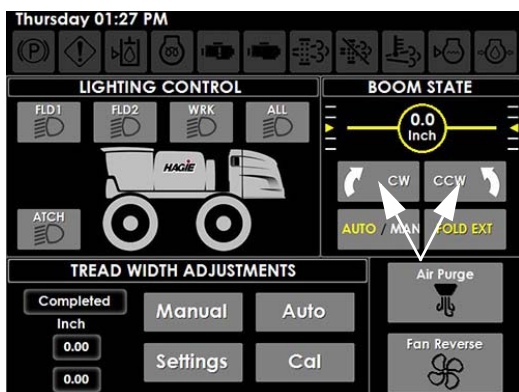 Thursday 01:27 PM
(P)
LIGHTING CONTROL
FLD1 FLD2 WRK ALL
HAGIE
ATCH
BOOM STATE
0.0
Inch
CW CCW
AUTO / MAN FOLD EXT
TREAD WIDTH ADJUSTMENTS
Completed
Inch
0.00
0.00
Manual Auto
Settings Cal
Air Purge
Fan Reverse